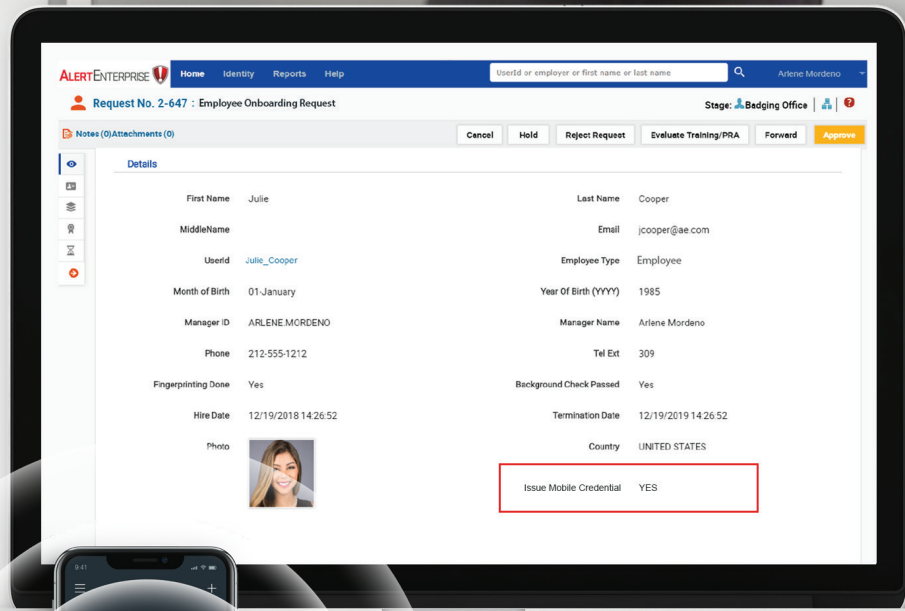 ALERTENTERPRISE Home Identity Reports Help UserId or employer or first name or last name Arlene Mordeno
Request No. 2-647 : Employee Onboarding Request Stage: Badging Office ?
Notes (0)Attachments (0) Cancel Hold Reject Request Evaluate Training/PRA Forward Approve
Details
First Name Julie Last Name Cooper
MiddleName Email jcooper@ae.com
UserId Julie_Cooper Employee Type Employee
Month of Birth 01-January Year Of Birth (YYYY) 1985
Manager ID ARLENE.MORDENO Manager Name Arlene Mordeno
Phone 212-555-1212 Tel Ext 309
Fingerprinting Done Yes Background Check Passed Yes
Hire Date 12/19/2018 14:26:52 Termination Date 12/19/2019 14:26:52
Photo Country UNITED STATES
Issue Mobile Credential YES
9:41